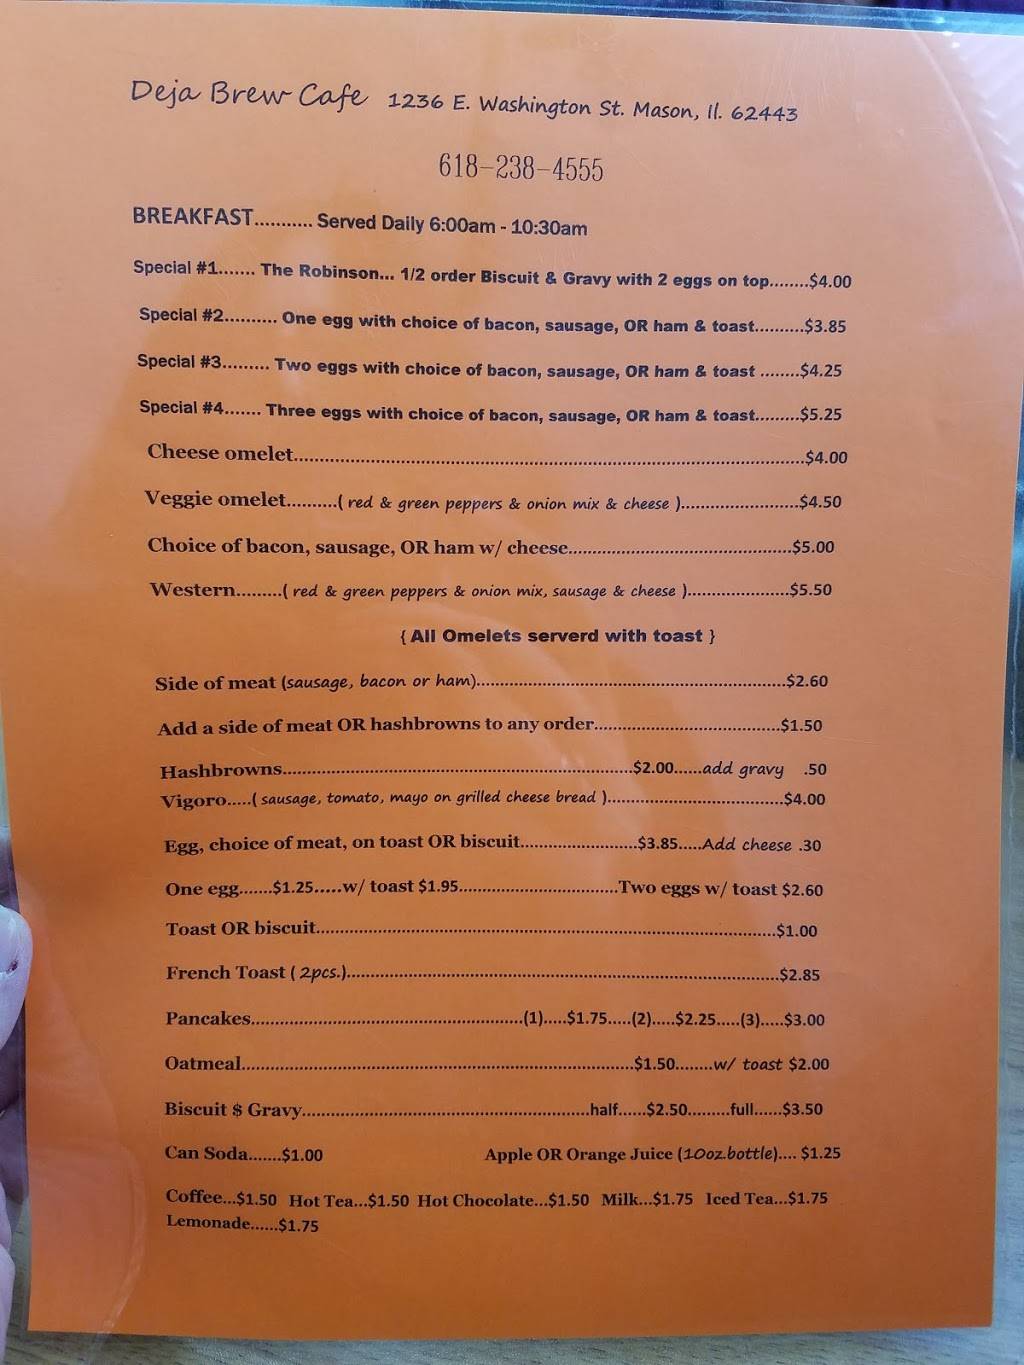 Deja Brew Cafe 1236 E. Washington St. Mason, Il. 62443
618-238-4555
BREAKFAST........... Served Daily 6:00am - 10:30am
Special #1....... The Robinson... 1/2 order Biscuit & Gravy with 2 eggs on top........$4.00
Special #2.......... One egg with choice of bacon, sausage, OR ham & toast..........$3.85
Special #3......... Two eggs with choice of bacon, sausage, OR ham & toast ........$4.25
Special #4....... Three eggs with choice of bacon, sausage, OR ham & toast.........$5.25
Cheese omelet....................................................................................................$4.00
Veggie omelet..........( red & green peppers & onion mix & cheese ).........................$4.50
Choice of bacon, sausage, OR ham w/ cheese..............................................$5.00
Western.........( red & green peppers & onion mix, sausage & cheese ).....................$5.50
{ All Omelets serverd with toast }
Side of meat (sausage, bacon or ham)................................................................$2.60
Add a side of meat OR hashbrowns to any order......................................$1.50
Hashbrowns........................................................................$2.00......add gravy .50
Vigoro.....( sausage, tomato, mayo on grilled cheese bread ).....................................$4.00
Egg, choice of meat, on toast OR biscuit........................$3.85.....Add cheese .30
One egg.......$1.25.....w/ toast $1.95.................................Two eggs w/ toast $2.60
Toast OR biscuit...............................................................................................$1.00
French Toast ( 2pcs.)..........................................................................................$2.85
Pancakes........................................................(1).....$1.75.....(2).....$2.25.....(3).....$3.00
Oatmeal.................................................................................$1.50........w/ toast $2.00
Biscuit $ Gravy...........................................................half......$2.50.........full......$3.50
Can Soda.......$1.00 Apple OR Orange Juice (10oz.bottle).... $1.25
Coffee...$1.50 Hot Tea...$1.50 Hot Chocolate...$1.50 Milk...$1.75 Iced Tea...$1.75
Lemonade......$1.75